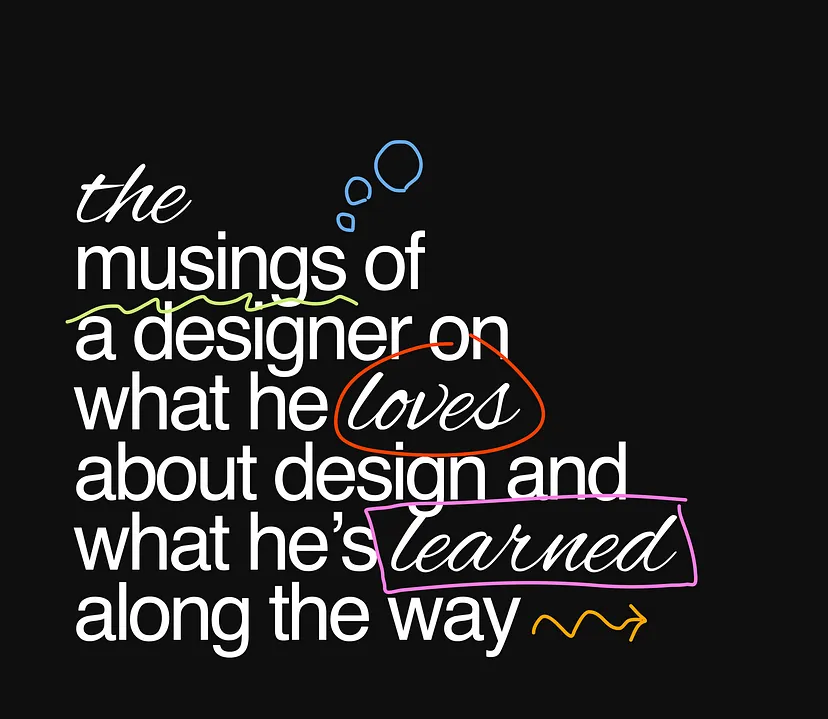 the
musings of
a designer on
what he loves
about design and
what he’s learned
along the way